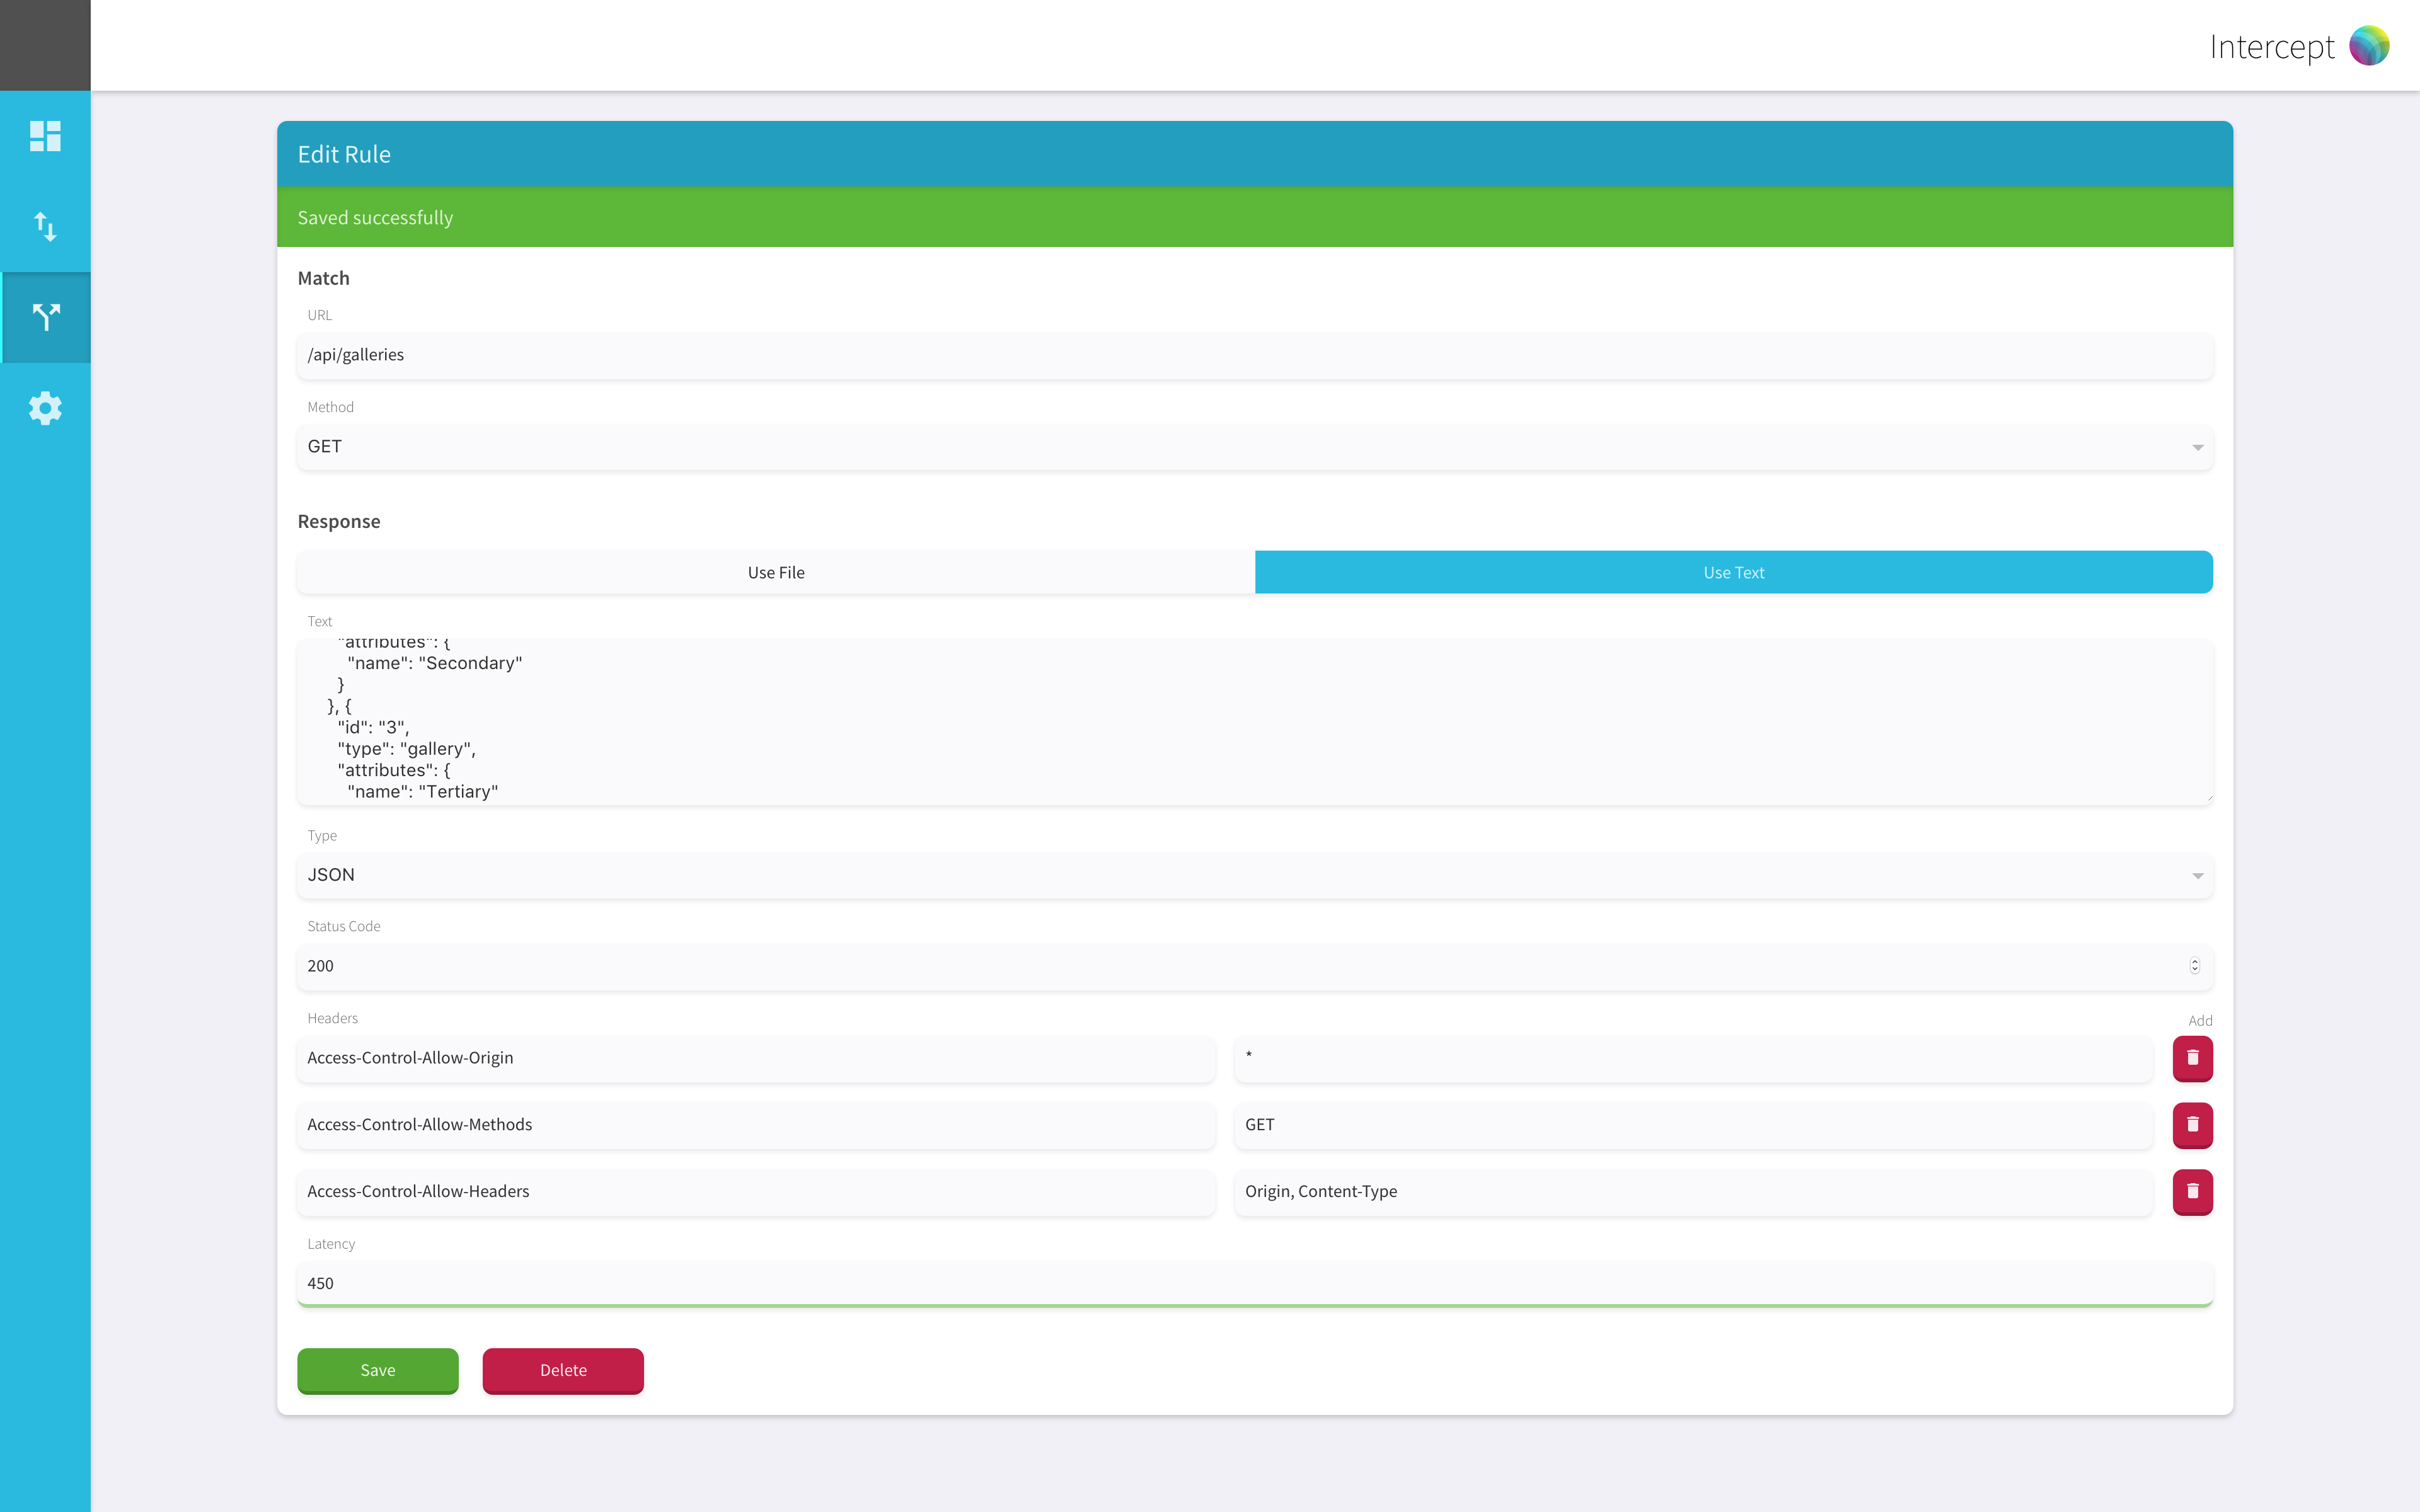 Intercept
Edit Rule
Saved successfully
Match
URL
/api/galleries
Method
GET
Response
Use File
Use Text
Text
"attributes": {
"name": "Secondary"
}
}, {
"id": "3",
"type": "gallery",
"attributes": {
"name": "Tertiary"
Type
JSON
Status Code
200
Headers
Add
Access-Control-Allow-Origin
*
Access-Control-Allow-Methods
GET
Access-Control-Allow-Headers
Origin, Content-Type
Latency
450
Save
Delete